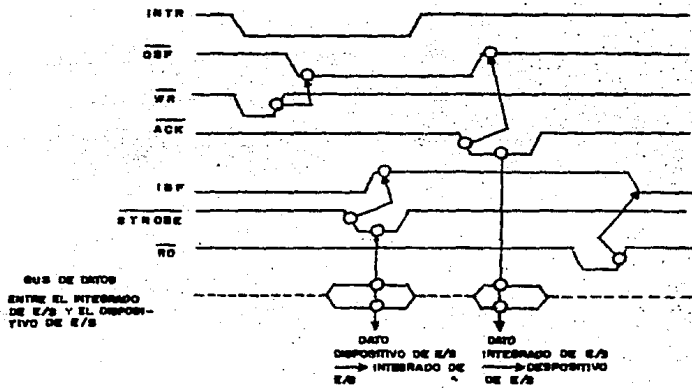 INTR
OBF
WR
ACK
IBF
STROBE
RD
BUS DE DATOS
ENTRE EL INTEGRADO
DE E/S Y EL DISPOSI-
TIVO DE E/S
DATO
DISPOSITIVO DE E/S
INTEGRADO DE
E/S
DATO
INTEGRADO DE E/S
DESPOSITIVO
DE E/S